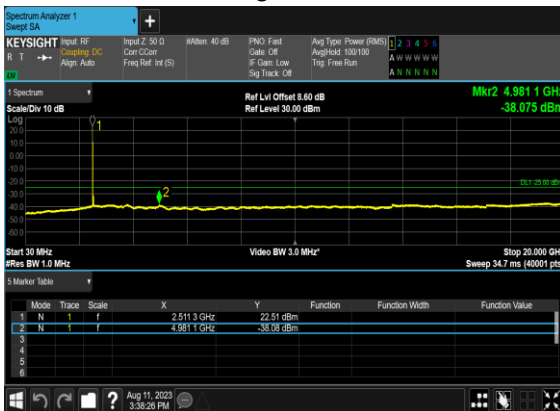 Spectrum Analyzer 1
Swept SA
KEYSIGHT
R T
LV
Input: RF
Coupling: DC
Align: Auto
Input Z: 50 Ω
Corr CCorr
Freq Ref: Int (S)
#Atten: 40 dB
PNO: Fast
Gate: Off
IF Gain: Low
Sig Track: Off
Avg Type: Power (RMS)
Avg|Hold: 100/100
Trig: Free Run
1 2 3 4 5 6
A W W W W W
A N N N N N
1 Spectrum
Scale/Div 10 dB
Ref Lvl Offset 8.60 dB
Ref Level 30.00 dBm
Mkr2 4.981 1 GHz
-38.075 dBm
Log
20.0
10.0
0.00
-10.0
-20.0
-30.0
-40.0
-50.0
-60.0
1
2
Start 30 MHz
#Res BW 1.0 MHz
Video BW 3.0 MHz*
Stop 20.000 GH
Sweep 34.7 ms (40001 pts
5 Marker Table
Mode Trace Scale X Y Function Function Width Function Value
1 N 1 f 2.511 3 GHz 22.51 dBm
2 N 1 f 4.981 1 GHz -38.08 dBm
3
4
5
6
?
Aug 11, 2023
3:38:26 PM